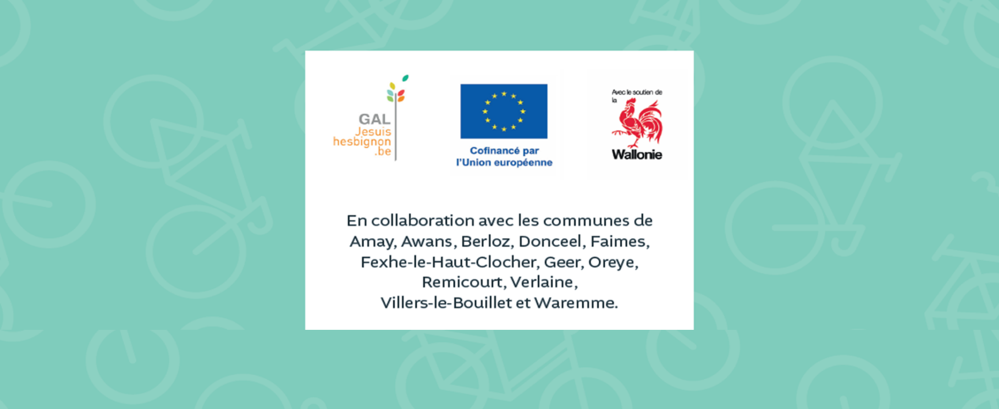 GAL
Jesuis
hesbignon
.be
Cofinancé par
l'Union européenne
Avec le soutien de
la
Wallonie
En collaboration avec les communes de
Amay, Awans, Berloz, Donceel, Faimes,
Fexhe-le-Haut-Clocher, Geer, Oreye,
Remicourt, Verlaine,
Villers-le-Bouillet et Waremme.